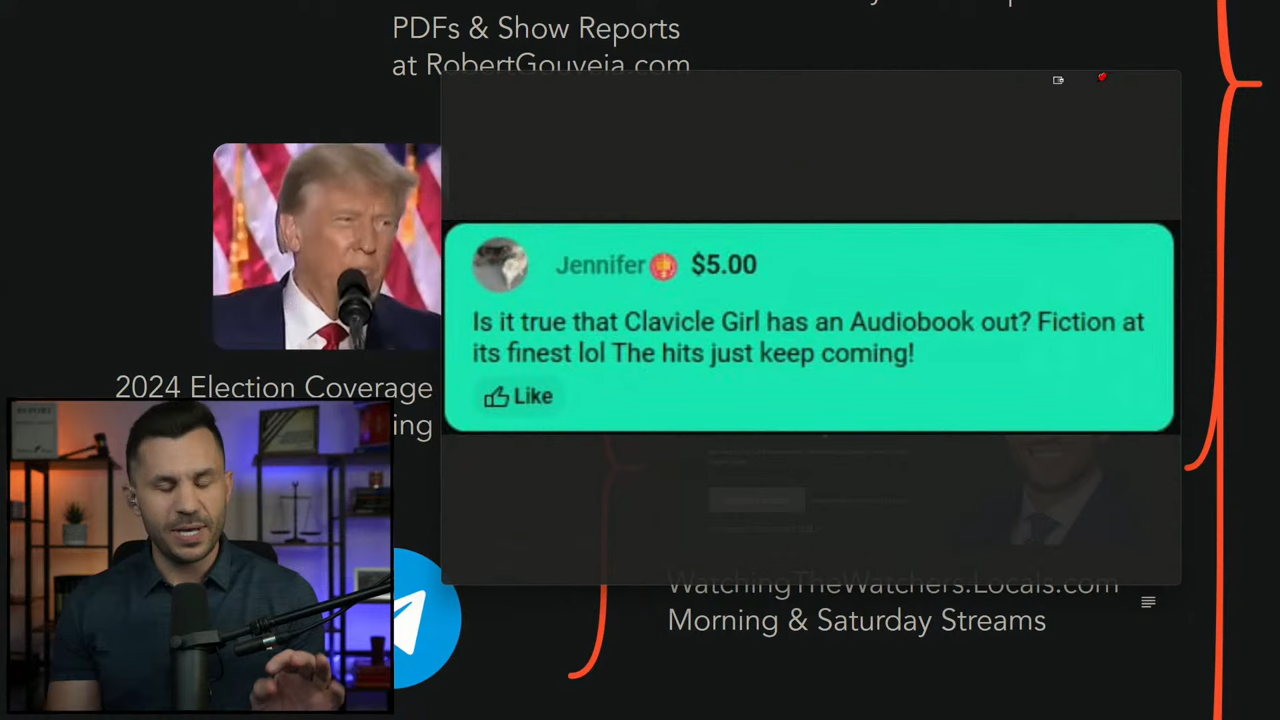 PDFs & Show Reports
at RobertGouveia.com
Jennifer $5.00
Is it true that Clavicle Girl has an Audiobook out? Fiction at
its finest lol The hits just keep coming!
Like
2024 Election Coverage
ing
REPORT
WatchingTheWatchers.Locals.com
Morning & Saturday Streams